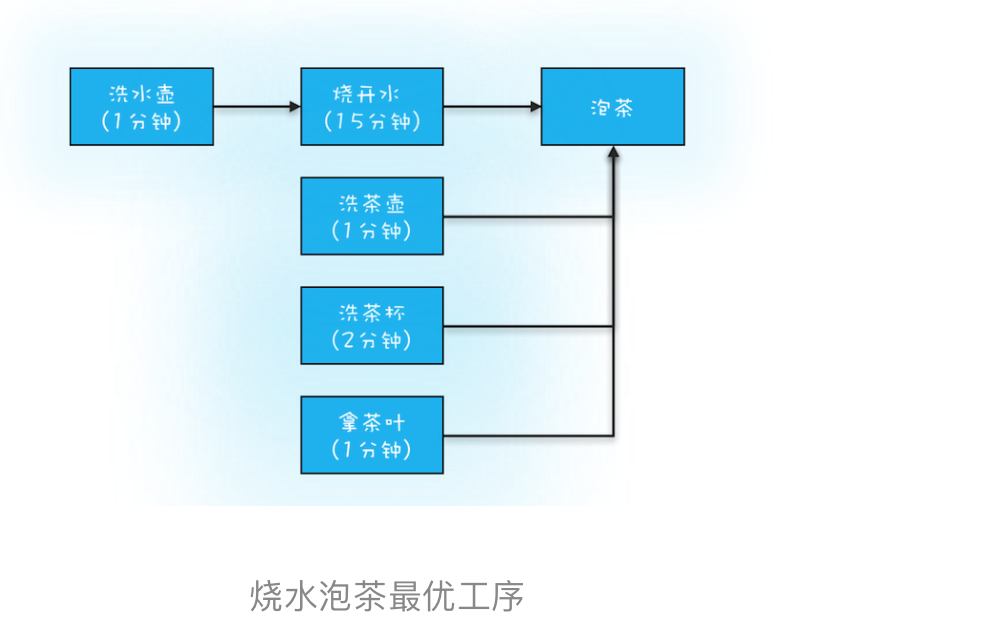 洗水壶
(1分钟)
烧开水
(15分钟)
泡茶
洗茶壶
(1分钟)
洗茶杯
(2分钟)
拿茶叶
(1分钟)
烧水泡茶最优工序